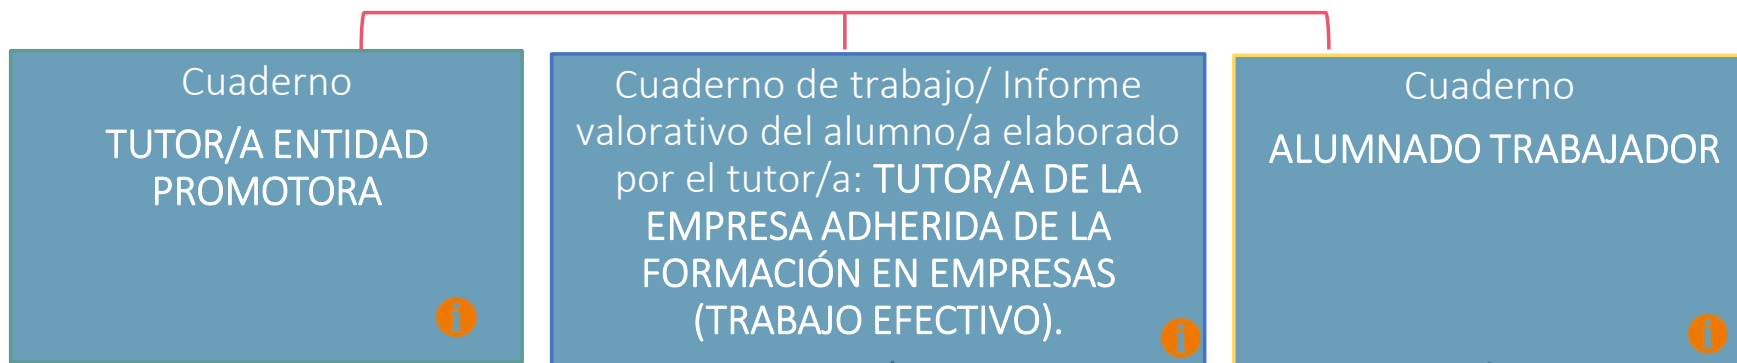 Cuaderno
TUTOR/A ENTIDAD
PROMOTORA
Cuaderno de trabajo/ Informe
valorativo del alumno/a elaborado
por el tutor/a: TUTOR/A DE LA
EMPRESA ADHERIDA DE LA
FORMACIÓN EN EMPRESAS
(TRABAJO EFECTIVO).
Cuaderno
ALUMNADO TRABAJADOR